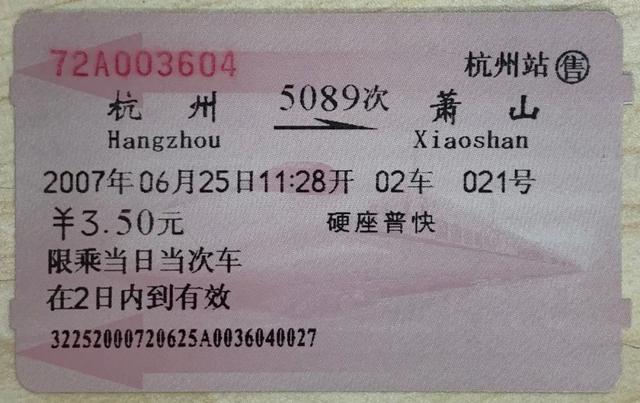 72A003604 杭州站 售
杭州 5089次 萧山
Hangzhou Xiaoshan
2007年06月25日11:28开 02车 021号
￥3.50元 硬座普快
限乘当日当次车
在2日内到有效
32252000720625A0036040027